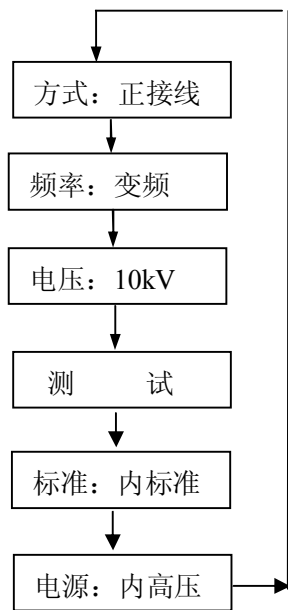 方式：正接线
频率：变频
电压：10kV
测 试
标准：内标准
电源：内高压